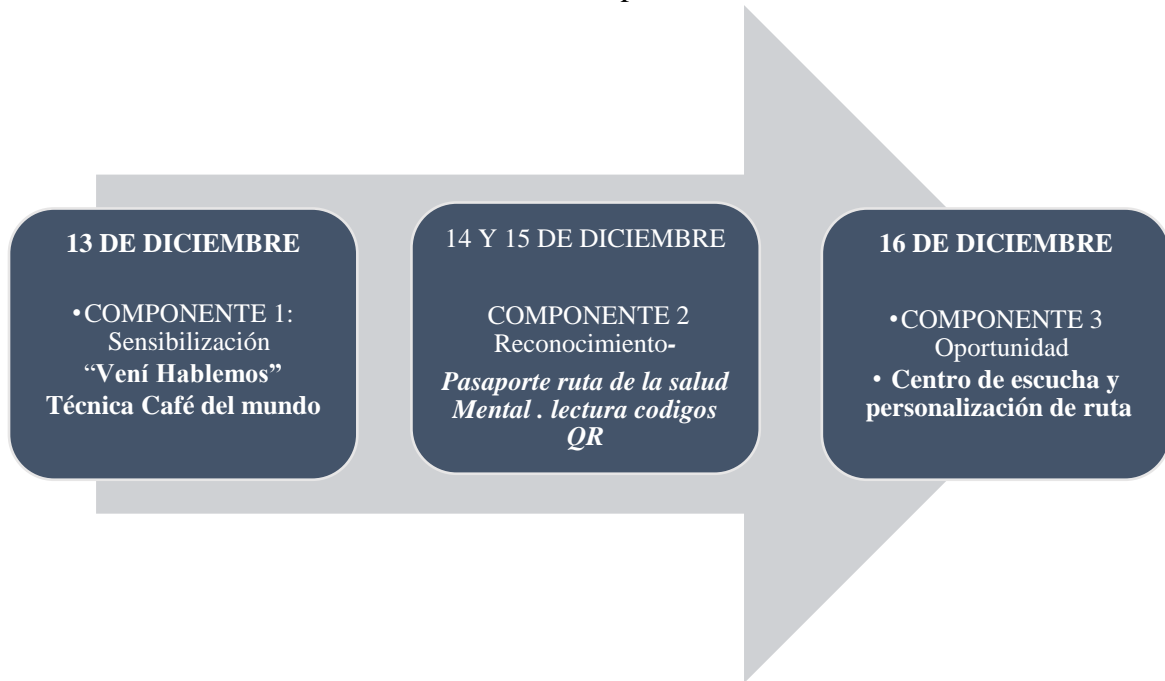 13 DE DICIEMBRE
•COMPONENTE 1:
Sensibilización
“Vení Hablemos”
Técnica Café del mundo
14 Y 15 DE DICIEMBRE
COMPONENTE 2
Reconocimiento-
Pasaporte ruta de la salud
Mental . lectura codigos
QR
16 DE DICIEMBRE
•COMPONENTE 3
Oportunidad
• Centro de escucha y
personalización de ruta